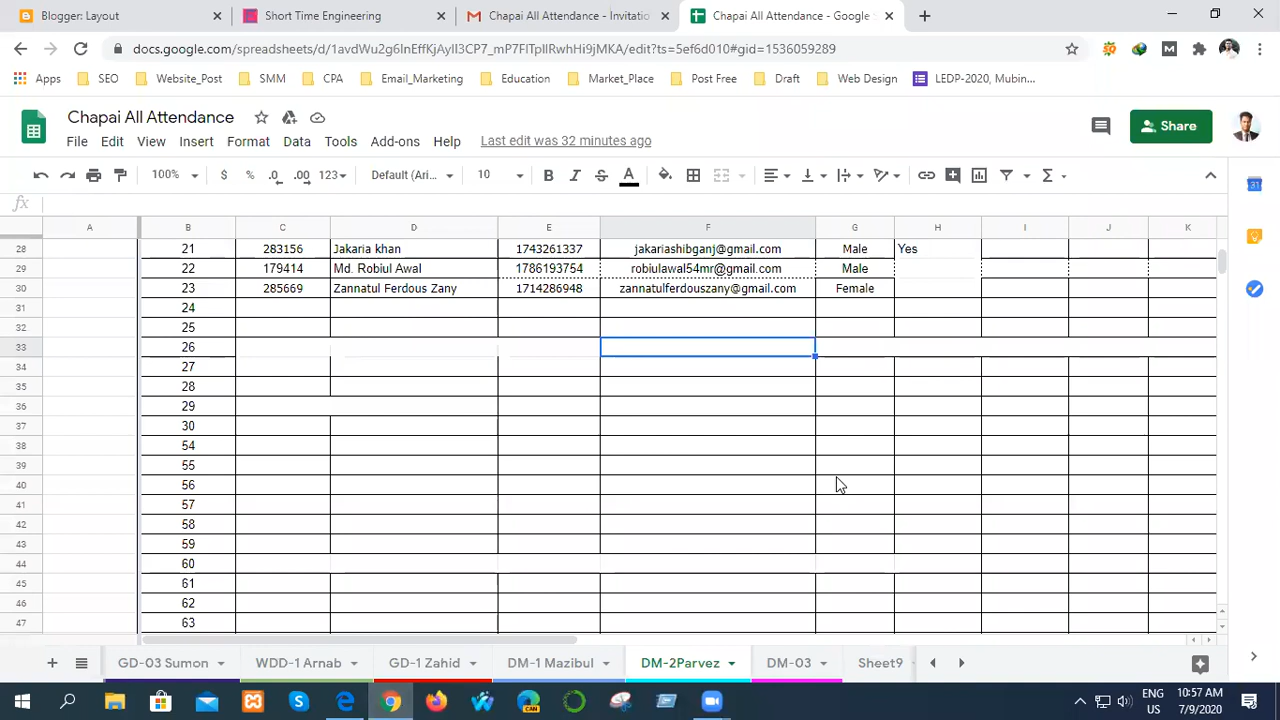 Blogger: Layout
Short Time Engineering
Chapai All Attendance - Invitatio
Chapai All Attendance - Google
docs.google.com/spreadsheets/d/1avdWu2g6InEffKjAyll3CP7_mP7FlTpllRwhHi9jMKA/edit?ts=5ef6d010#gid=1536059289
Apps SEO Website_Post SMM! CPA Email_Marketing Education Market_Place Post Free Draft Web Design LEDP-2020, Mubin...
Chapai All Attendance
Share
File Edit View Insert Format Data Tools Add-ons Help Last edit was 32 minutes ago
100% $ % .0 .00 123 Default (Ari... 10 B I S A Σ
fx
A B C D E F G H I J K
28 21 283156 Jakaria khan 1743261337 jakariashibganj@gmail.com Male Yes
29 22 179414 Md. Robiul Awal 1786193754 robiulawal54mr@gmail.com Male
30 23 285669 Zannatul Ferdous Zany 1714286948 zannatulferdouszany@gmail.com Female
31 24
32 25
33 26
34 27
35 28
36 29
37 30
38 54
39 55
40 56
41 57
42 58
43 59
44 60
45 61
46 62
47 63
GD-03 Sumon WDD-1 Arnab GD-1 Zahid DM-1 Mazibul DM-2Parvez DM-03 Sheet9
ENG 10:57 AM
US 7/9/2020